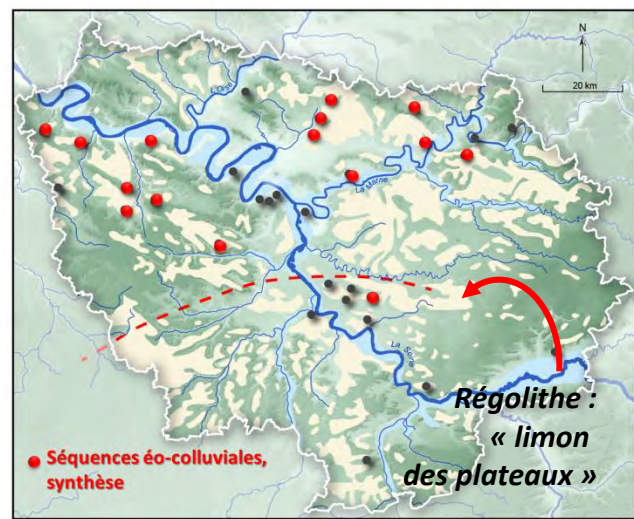 N
20 km
L'Oise
La Marne
La Seine
Régolithe :
« limon
des plateaux »
Séquences éo-colluviales,
synthèse